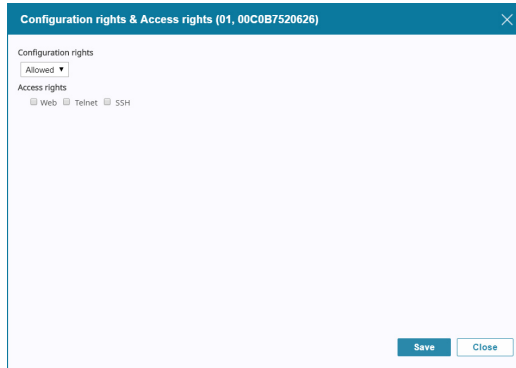 Configuration rights & Access rights (01, 00C0B7520626)
Configuration rights
Allowed
Access rights
Web Telnet SSH
Save Close